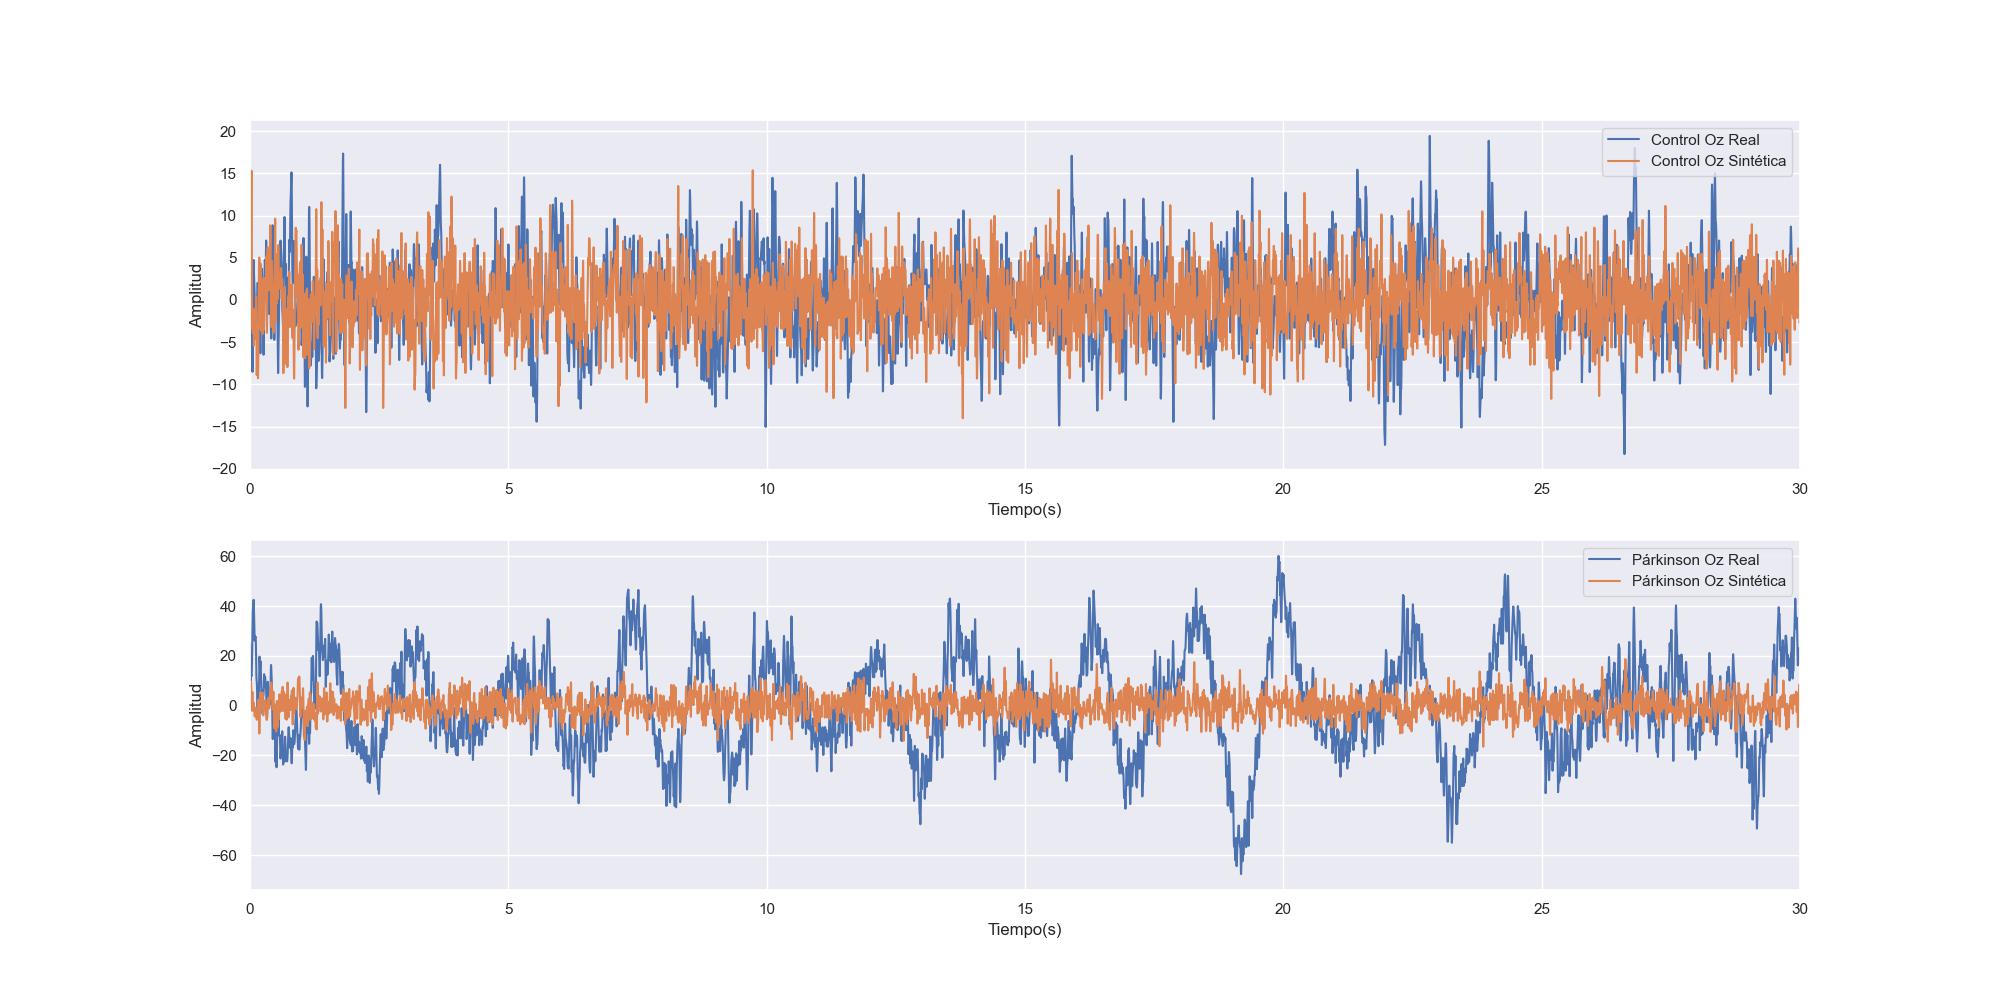 20
15
10
5
0
−5
−10
−15
−20
Amplitud
Control Oz Real
Control Oz Sintética
0 5 10 15 20 25 30
Tiempo(s)
60
40
20
0
−20
−40
−60
Amplitud
Párkinson Oz Real
Párkinson Oz Sintética
0 5 10 15 20 25 30
Tiempo(s)